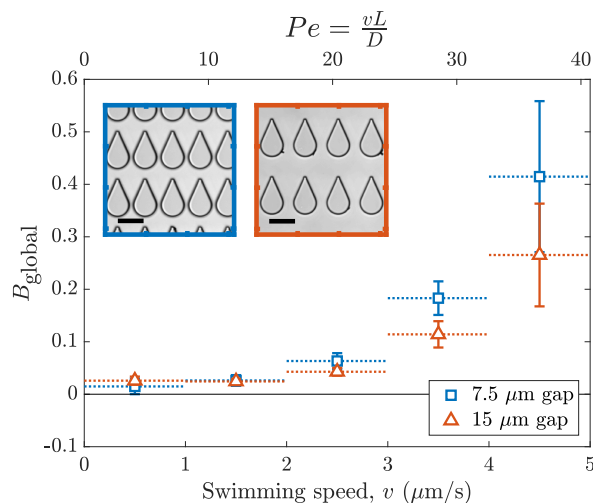 Pe = vL/D
0 10 20 30 40
0.6
0.5
0.4
0.3
0.2
0.1
0
-0.1
B_global
7.5 μm gap
15 μm gap
0 1 2 3 4 5
Swimming speed, v (μm/s)